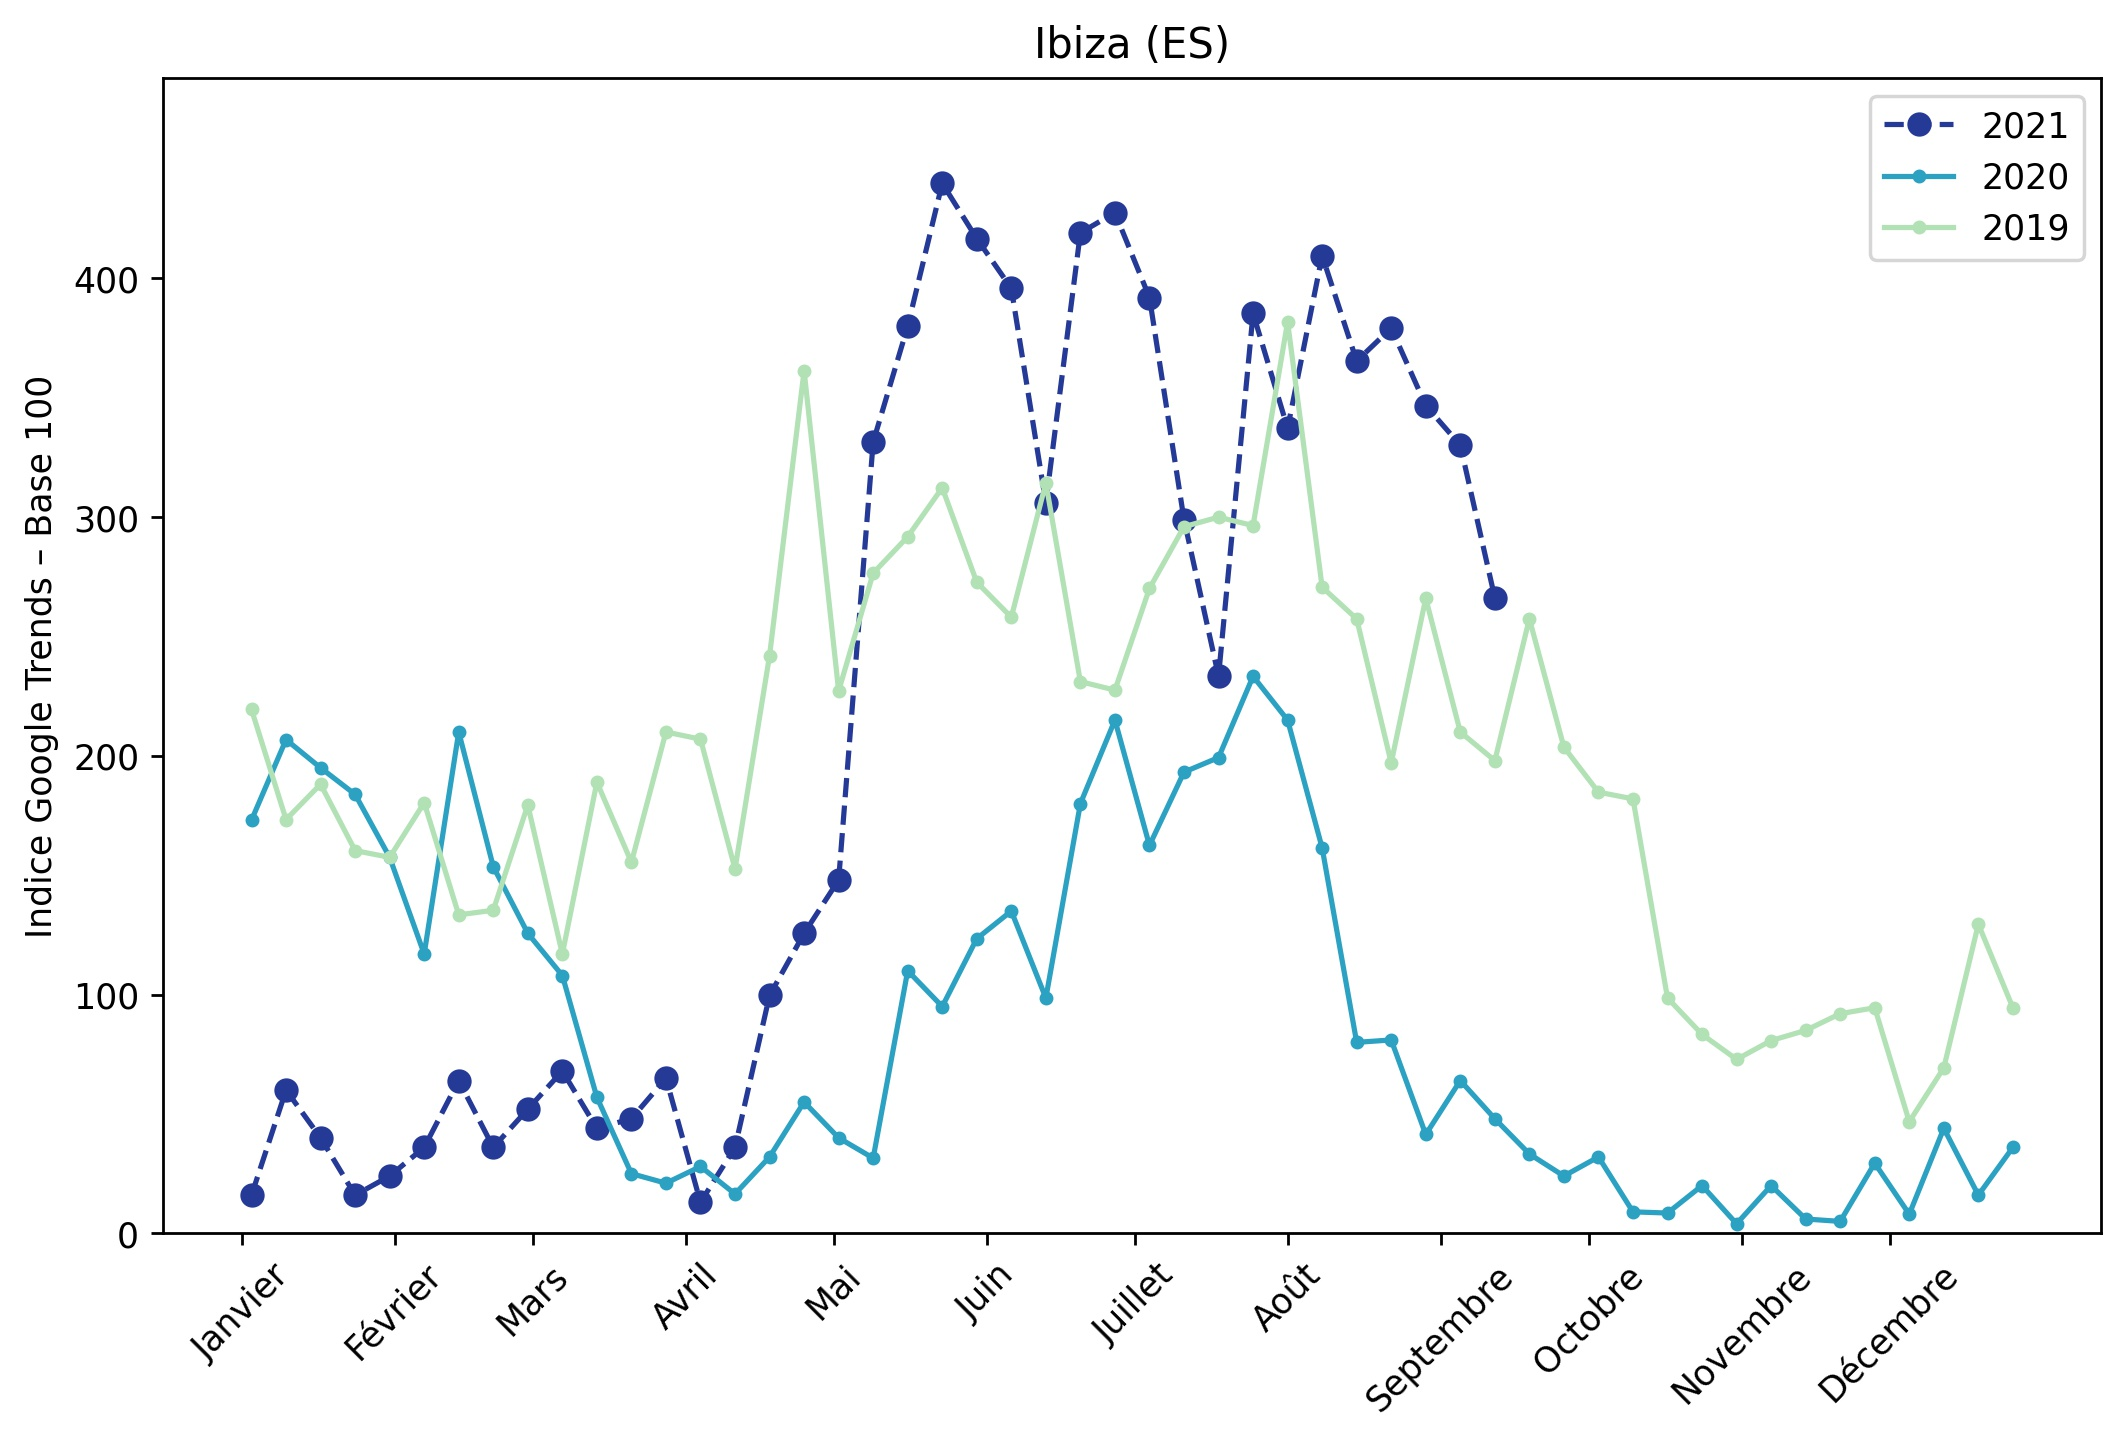 Ibiza (ES)
2021
2020
2019
Indice Google Trends – Base 100
400
300
200
100
0
Janvier
Février
Mars
Avril
Mai
Juin
Juillet
Août
Septembre
Octobre
Novembre
Décembre